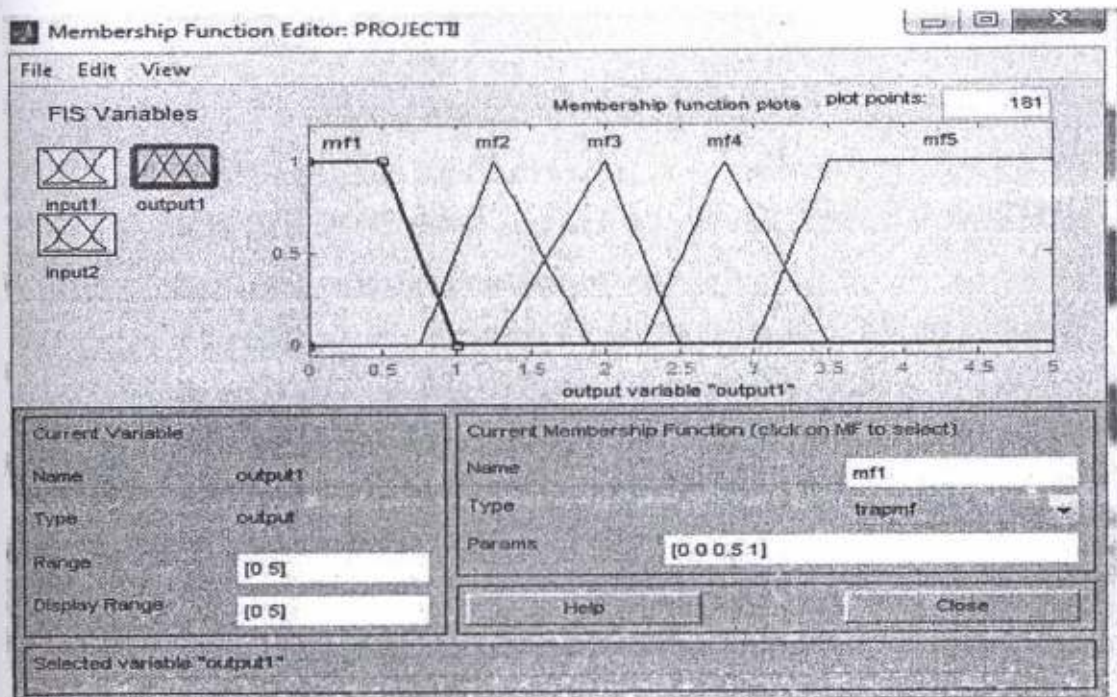 Membership Function Editor: PROJECTII
File Edit View
FIS Variables
Membership function plots plot points: 181
mf1 mf2 mf3 mf4 mf5
input1 output1
input2
1
0.5
0
0 0.5 1 1.5 2 2.5 3 3.5 4 4.5 5
output variable "output1"
Current Variable
Name output1
Type output
Range [0 5]
Display Range [0 5]
Current Membership Function (click on MF to select)
Name mf1
Type trapmf
Params [0 0 0.5 1]
Help Close
Selected variable "output1"